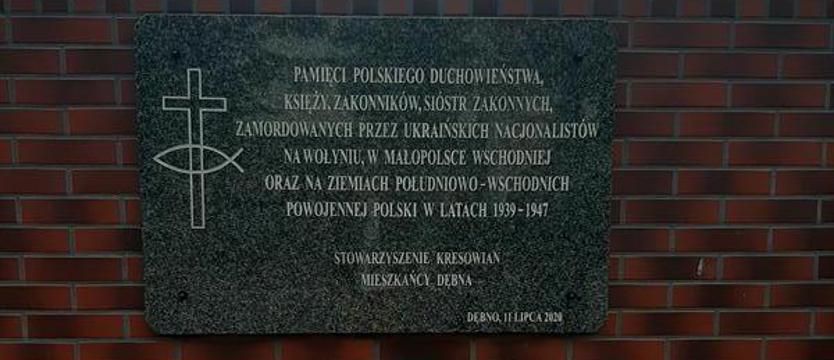 PAMIĘCI POLSKIEGO DUCHOWIEŃSTWA,
KSIĘŻY, ZAKONNIKÓW, SIÓSTR ZAKONNYCH,
ZAMORDOWANYCH PRZEZ UKRAIŃSKICH NACJONALISTÓW
NA WOŁYNIU, W MAŁOPOLSCE WSCHODNIEJ
ORAZ NA ZIEMIACH POŁUDNIOWO-WSCHODNICH
POWOJENNEJ POLSKI W LATACH 1939-1947
STOWARZYSZENIE KRESOWIAN
MIESZKAŃCY DĘBNA
DĘBNO, 11 LIPCA 2020